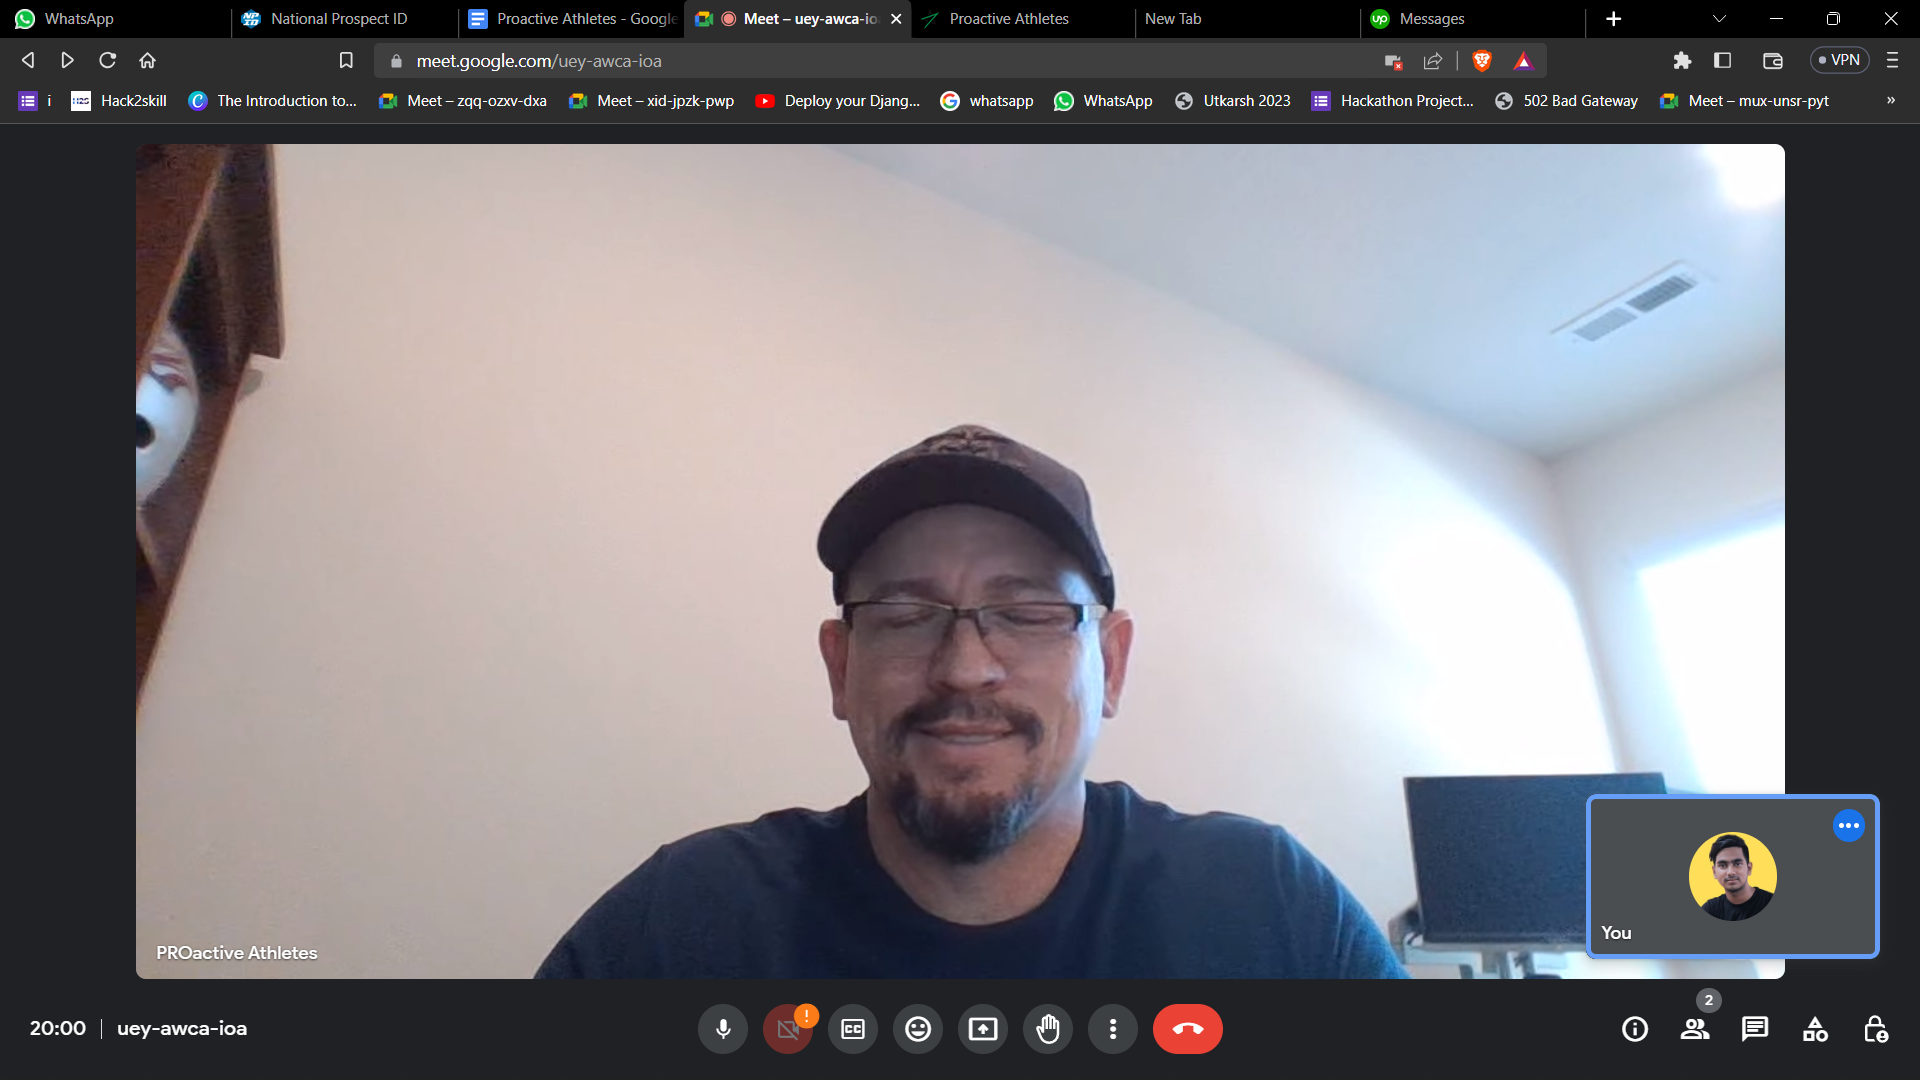 WhatsApp
National Prospect ID
Proactive Athletes - Google
Meet – uey-awca-io
Proactive Athletes
New Tab
Messages
meet.google.com/uey-awca-ioa
VPN
i
Hack2skill
The Introduction to...
Meet – zqq-ozxv-dxa
Meet – xid-jpzk-pwp
Deploy your Djang...
whatsapp
WhatsApp
Utkarsh 2023
Hackathon Project...
502 Bad Gateway
Meet – mux-unsr-pyt
»
You
PROactive Athletes
2
20:00 | uey-awca-ioa